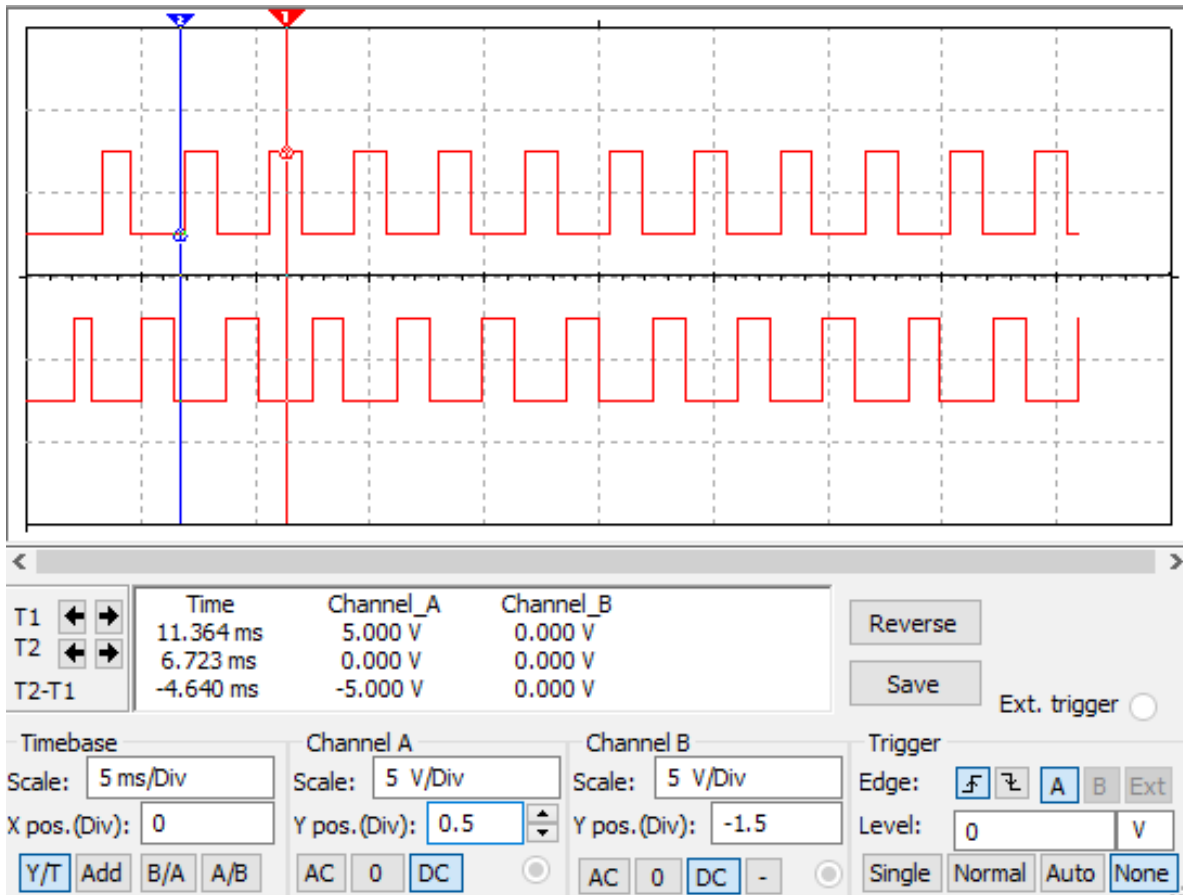 2 1
Time Channel_A Channel_B
T1 11.364 ms 5.000 V 0.000 V Reverse
T2 6.723 ms 0.000 V 0.000 V
T2-T1 -4.640 ms -5.000 V 0.000 V Save
Ext. trigger
Timebase Channel A Channel B Trigger
Scale: 5 ms/Div Scale: 5 V/Div Scale: 5 V/Div Edge: A B Ext
X pos.(Div): 0 Y pos.(Div): 0.5 Y pos.(Div): -1.5 Level: 0 V
Y/T Add B/A A/B AC 0 DC AC 0 DC - Single Normal Auto None